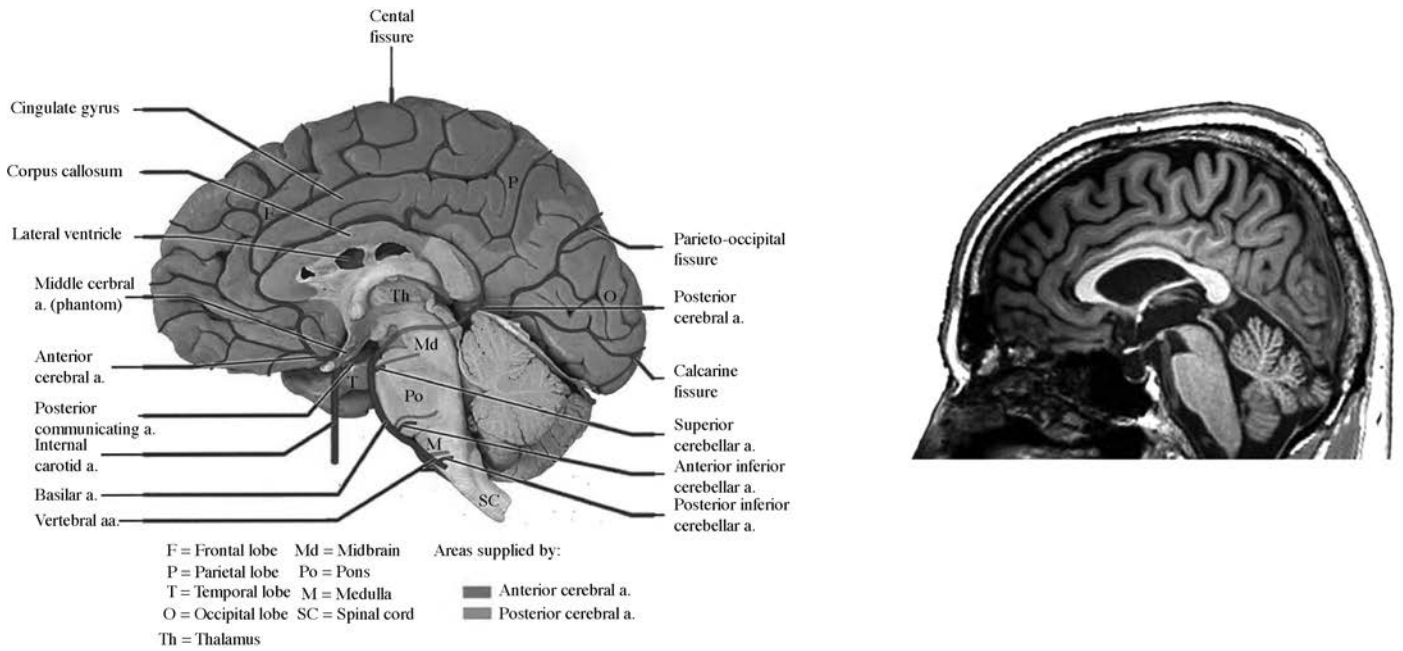 Cental
fissure
Cingulate gyrus
Corpus callosum
Lateral ventricle
Middle cerbral
a. (phantom)
Anterior
cerebral a.
Posterior
communicating a.
Internal
carotid a.
Basilar a.
Vertebral aa.
F
P
O
Th
Md
T
Po
M
SC
Parieto-occipital
fissure
Posterior
cerebral a.
Calcarine
fissure
Superior
cerebellar a.
Anterior inferior
cerebellar a.
Posterior inferior
cerebellar a.
F = Frontal lobe Md = Midbrain
P = Parietal lobe Po = Pons
T = Temporal lobe M = Medulla
O = Occipital lobe SC = Spinal cord
Th = Thalamus
Areas supplied by:
Anterior cerebral a.
Posterior cerebral a.